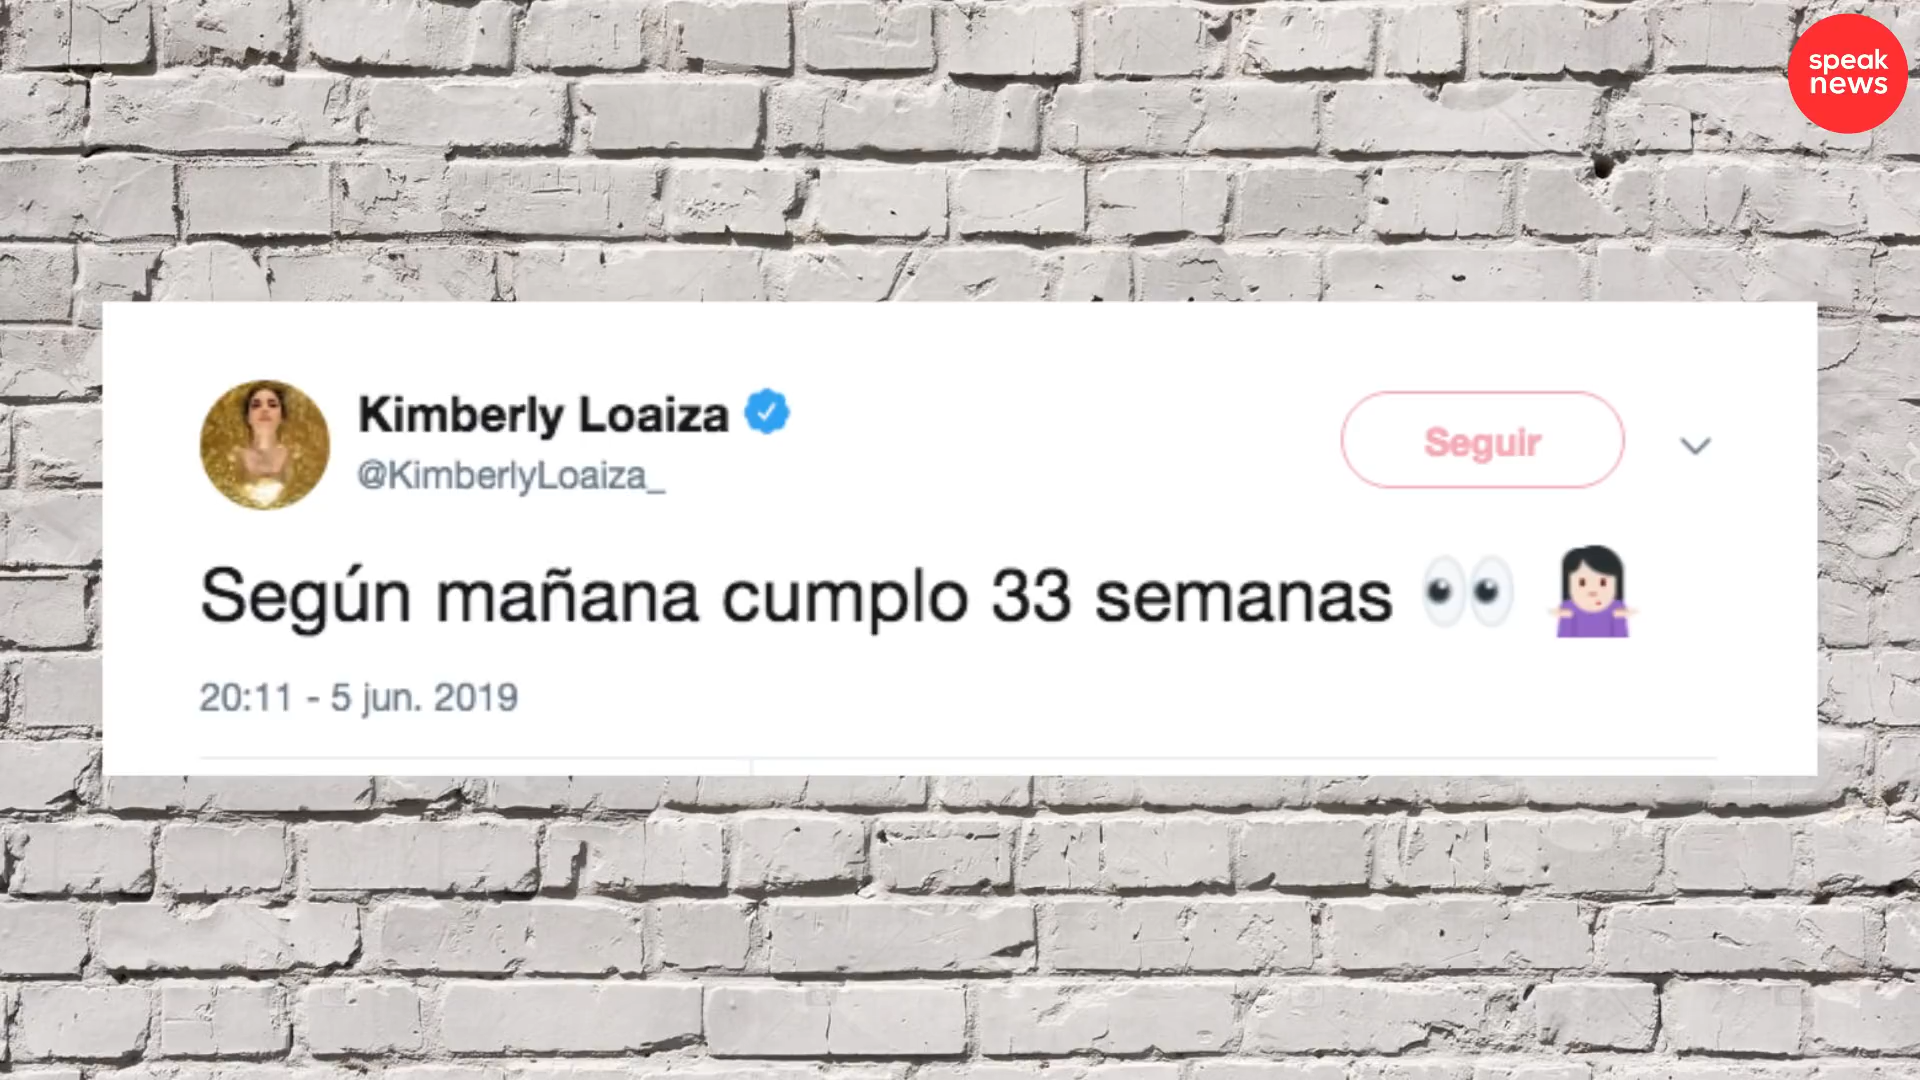 speak
news
Kimberly Loaiza
@KimberlyLoaiza_
Seguir
Según mañana cumplo 33 semanas 👀 🤷🏻‍♀️
20:11 - 5 jun. 2019